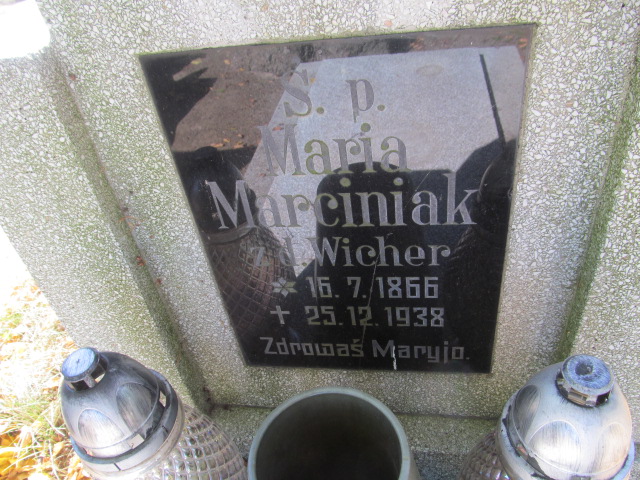 Ś. p.
Maria
Marciniak
z d. Wicher
16. 7. 1866
25. 12. 1938
Zdrowaś Maryjo.